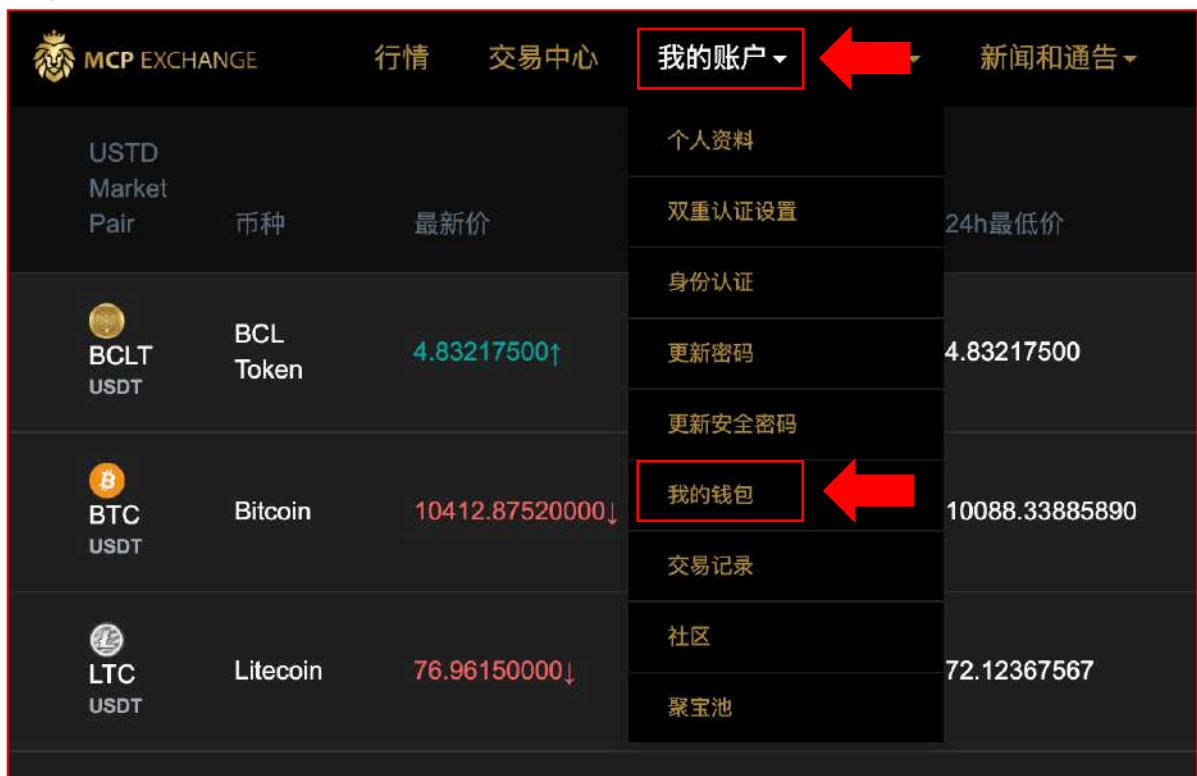 MCP EXCHANGE
行情
交易中心
我的账户
新闻和通告
USTD
Market
Pair
币种
最新价
24h最低价
个人资料
双重认证设置
身份认证
更新密码
更新安全密码
我的钱包
交易记录
社区
聚宝池
BCLT
USDT
BCL
Token
4.83217500↑
4.83217500
BTC
USDT
Bitcoin
10412.87520000↓
10088.33885890
LTC
USDT
Litecoin
76.96150000↓
72.12367567